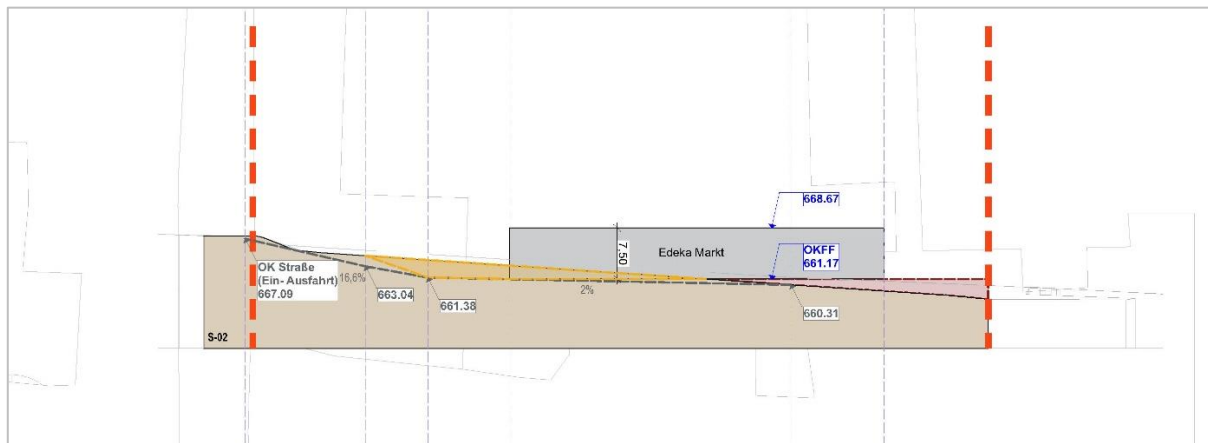 668.67
7.50
Edeka Markt
OKFF
661.17
OK Straße
(Ein- Ausfahrt)
667.09
16,6%
663.04
661.38
2%
660.31
S-02